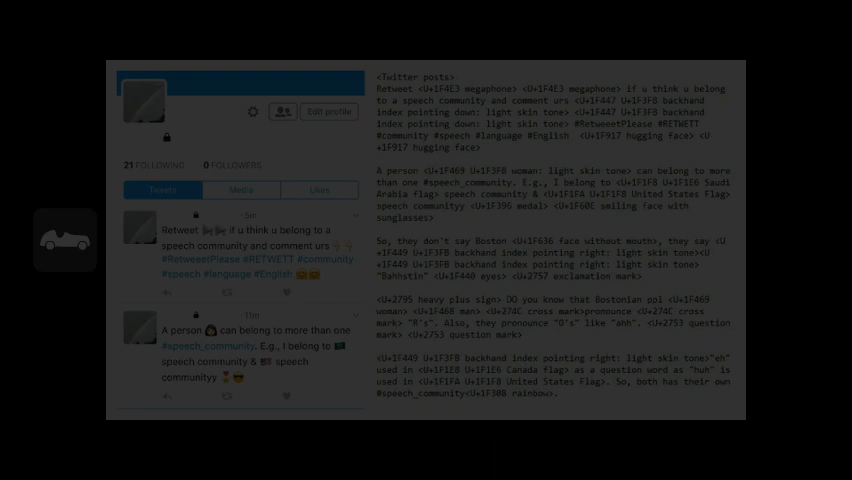 Edit profile
21 FOLLOWING 0 FOLLOWERS
Tweets Media Likes
5m
Retweet 📢📢 if u think u belong to a
speech community and comment urs 👇🏻👇🏻
#RetweeetPlease #RETWETT #community
#speech #language #English 🤗🤗
11m
A person 👩🏻 can belong to more than one
#speech_community. E.g., I belong to 🇸🇦
speech community & 🇺🇸 speech
communityy 🎖😎
<Twitter posts>
Retweet <U+1F4E3 megaphone> <U+1F4E3 megaphone> if u think u belong
to a speech community and comment urs <U+1F447 U+1F3FB backhand
index pointing down: light skin tone> <U+1F447 U+1F3FB backhand
index pointing down: light skin tone> #RetweeetPlease #RETWETT
#community #speech #language #English <U+1F917 hugging face> <U
+1F917 hugging face>
A person <U+1F469 U+1F3FB woman: light skin tone> can belong to more
than one #speech_community. E.g., I belong to <U+1F1F8 U+1F1E6 Saudi
Arabia flag> speech community & <U+1F1FA U+1F1F8 United States Flag>
speech communityy <U+1F396 medal> <U+1F60E smiling face with
sunglasses>
So, they don't say Boston <U+1F636 face without mouth>, they say <U
+1F449 U+1F3FB backhand index pointing right: light skin tone><U
+1F449 U+1F3FB backhand index pointing right: light skin tone>
"Bahhstin" <U+1F440 eyes> <U+2757 exclamation mark>
<U+2795 heavy plus sign> DO you know that Bostonian ppl <U+1F469
woman> <U+1F468 man> <U+274C cross mark>pronounce <U+274C cross
mark> "R's". Also, they pronounce "O's" like "ahh". <U+2753 question
mark> <U+2753 question mark>
<U+1F449 U+1F3FB backhand index pointing right: light skin tone>"eh"
used in <U+1F1E8 U+1F1E6 Canada flag> as a question word as "huh" is
used in <U+1F1FA U+1F1F8 United States Flag>. So, both has their own
#speech_community<U+1F308 rainbow>.